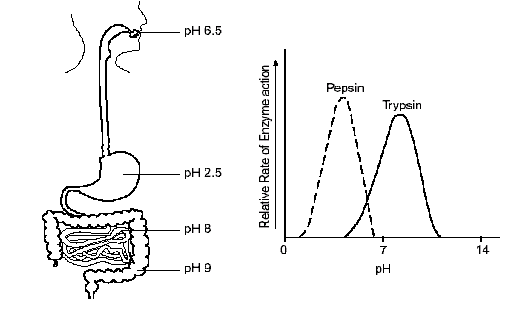 pH 6.5
pH 2.5
pH 8
pH 9
Relative Rate of Enzyme action
Pepsin
Trypsin
0 7 14
pH